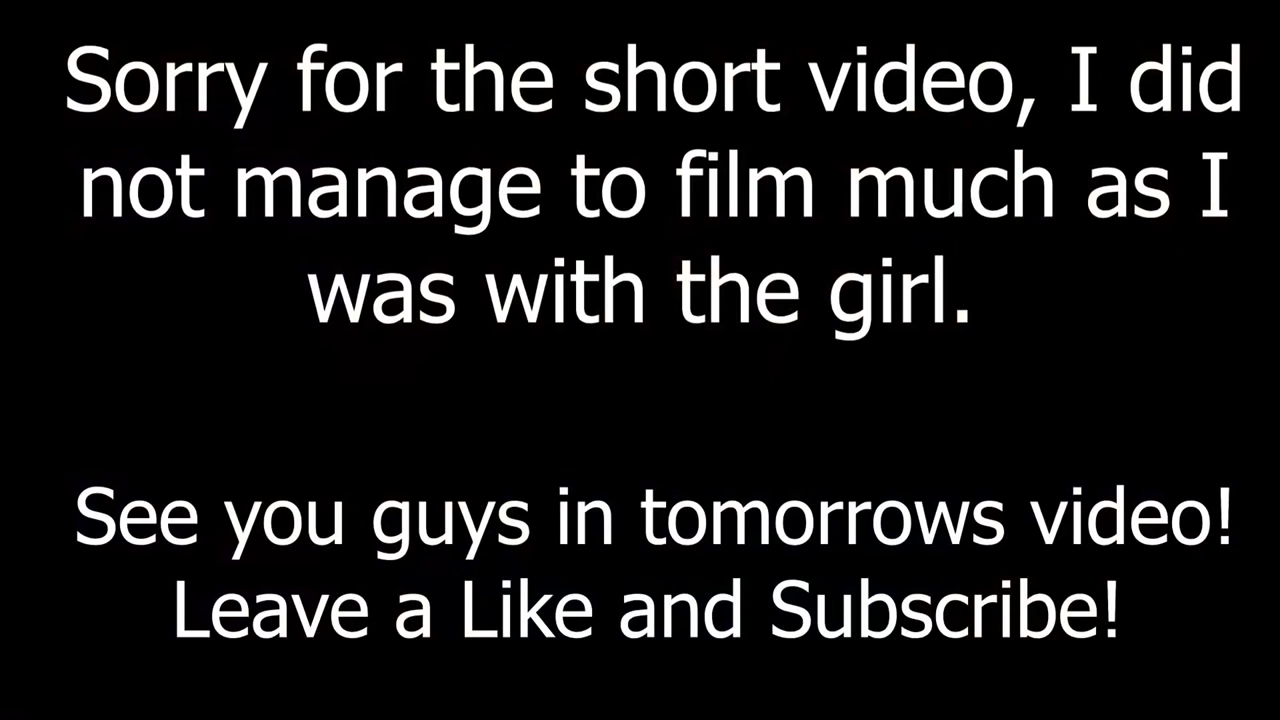 Sorry for the short video, I did
not manage to film much as I
was with the girl.
See you guys in tomorrows video!
Leave a Like and Subscribe!